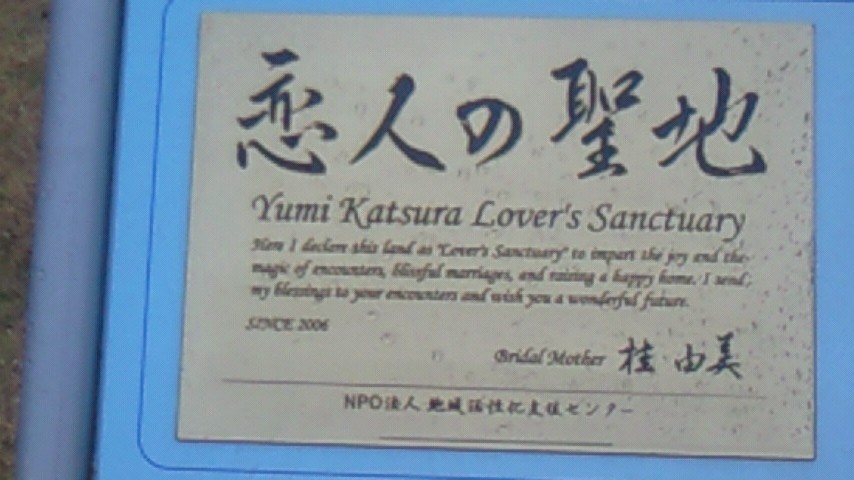 恋人の聖地
Yumi Katsura Lover's Sanctuary
Here I declare this land as "Lover's Sanctuary" to impart the joy and the
magic of encounters, blissful marriages, and raising a happy home. I send
my blessings to your encounters and wish you a wonderful future.
SINCE 2006
Bridal Mother 桂 由美
NPO法人 地域活性化支援センター